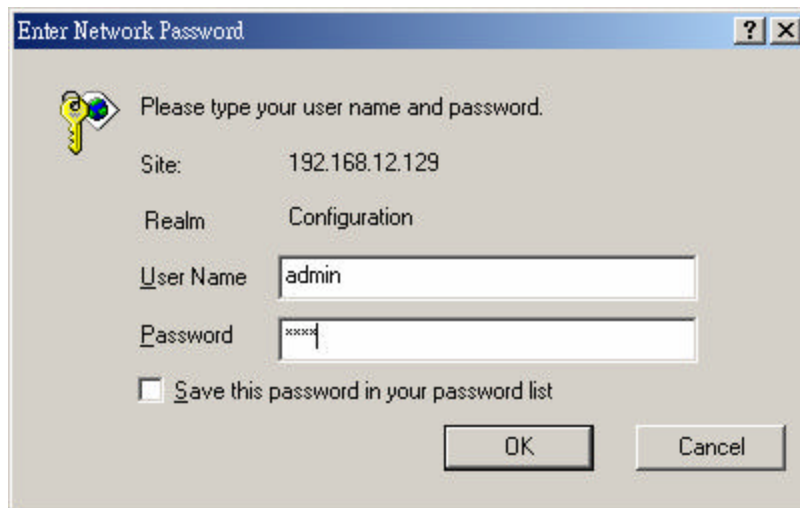 Enter Network Password
Please type your user name and password.
Site: 192.168.12.129
Realm Configuration
User Name admin
Password ****
Save this password in your password list
OK Cancel